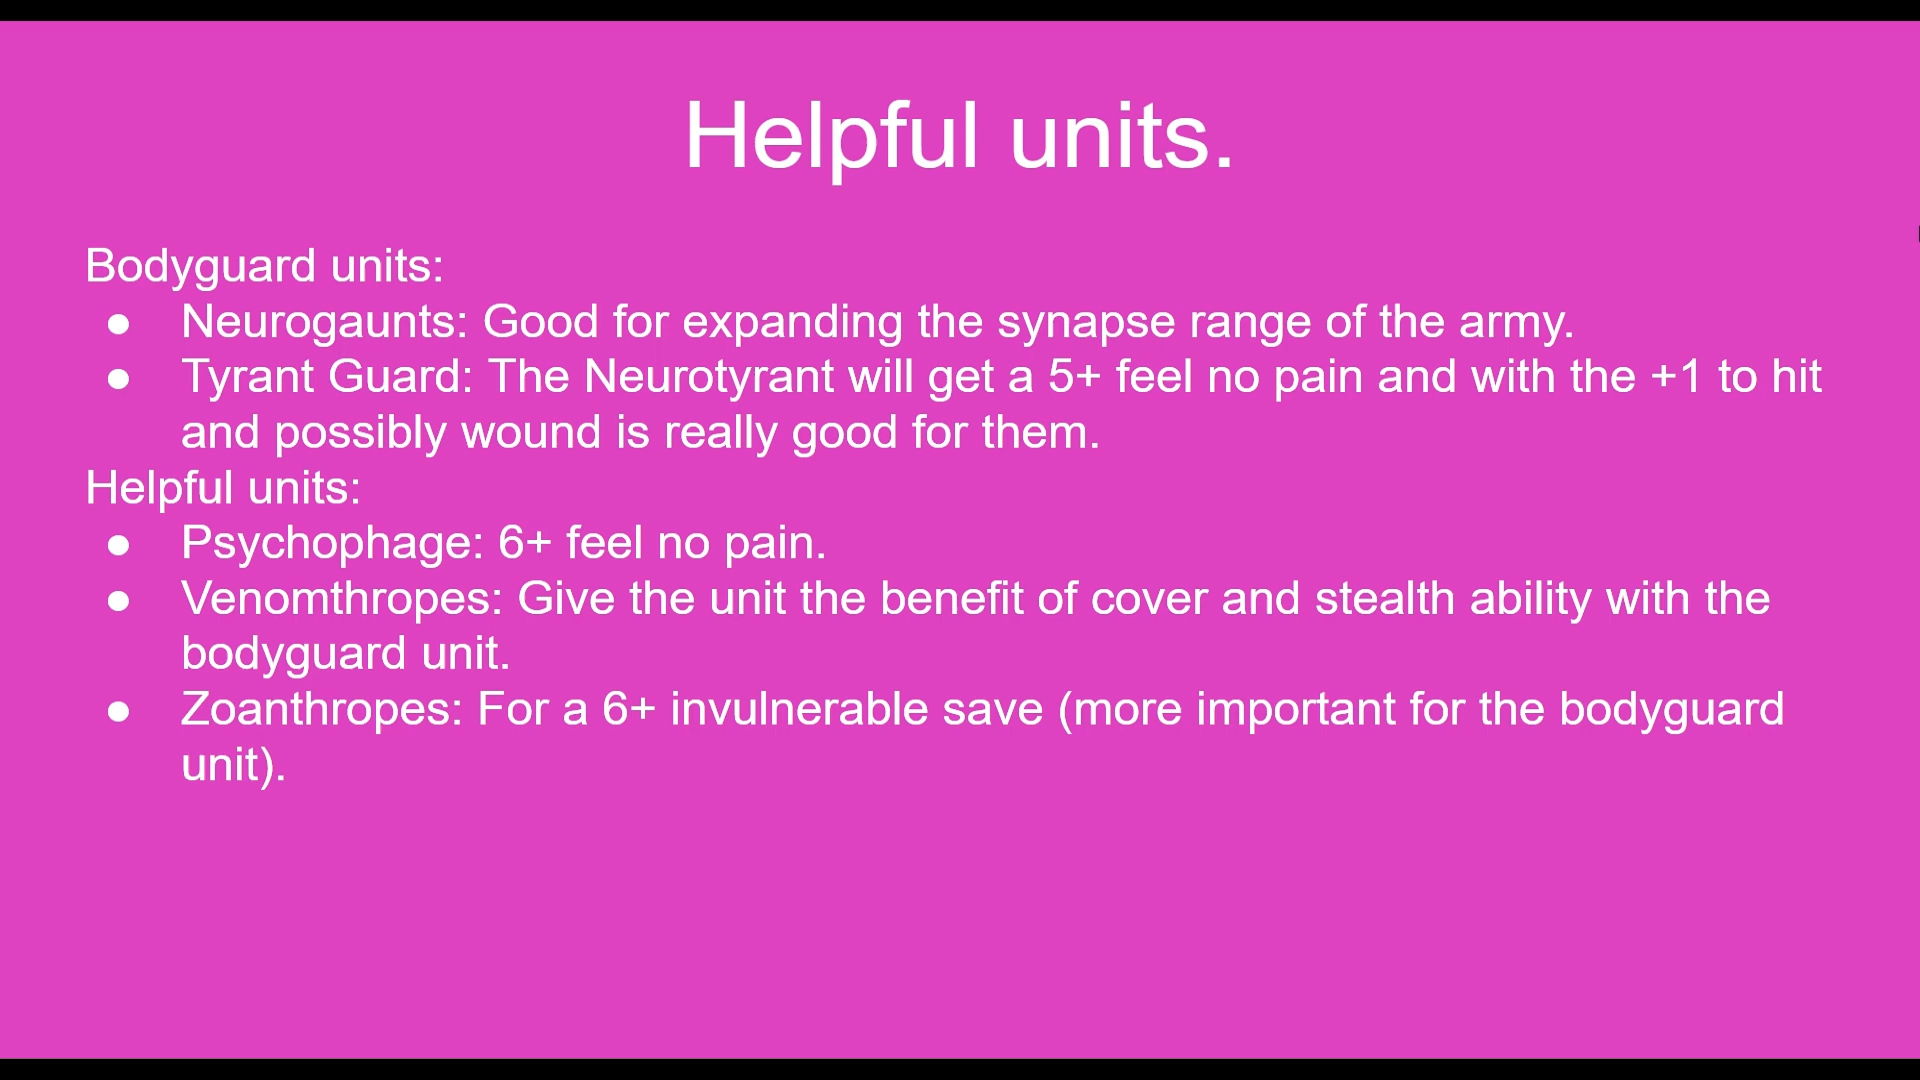 Helpful units.
Bodyguard units:
● Neurogaunts: Good for expanding the synapse range of the army.
● Tyrant Guard: The Neurotyrant will get a 5+ feel no pain and with the +1 to hit
and possibly wound is really good for them.
Helpful units:
● Psychophage: 6+ feel no pain.
● Venomthropes: Give the unit the benefit of cover and stealth ability with the
bodyguard unit.
● Zoanthropes: For a 6+ invulnerable save (more important for the bodyguard
unit).